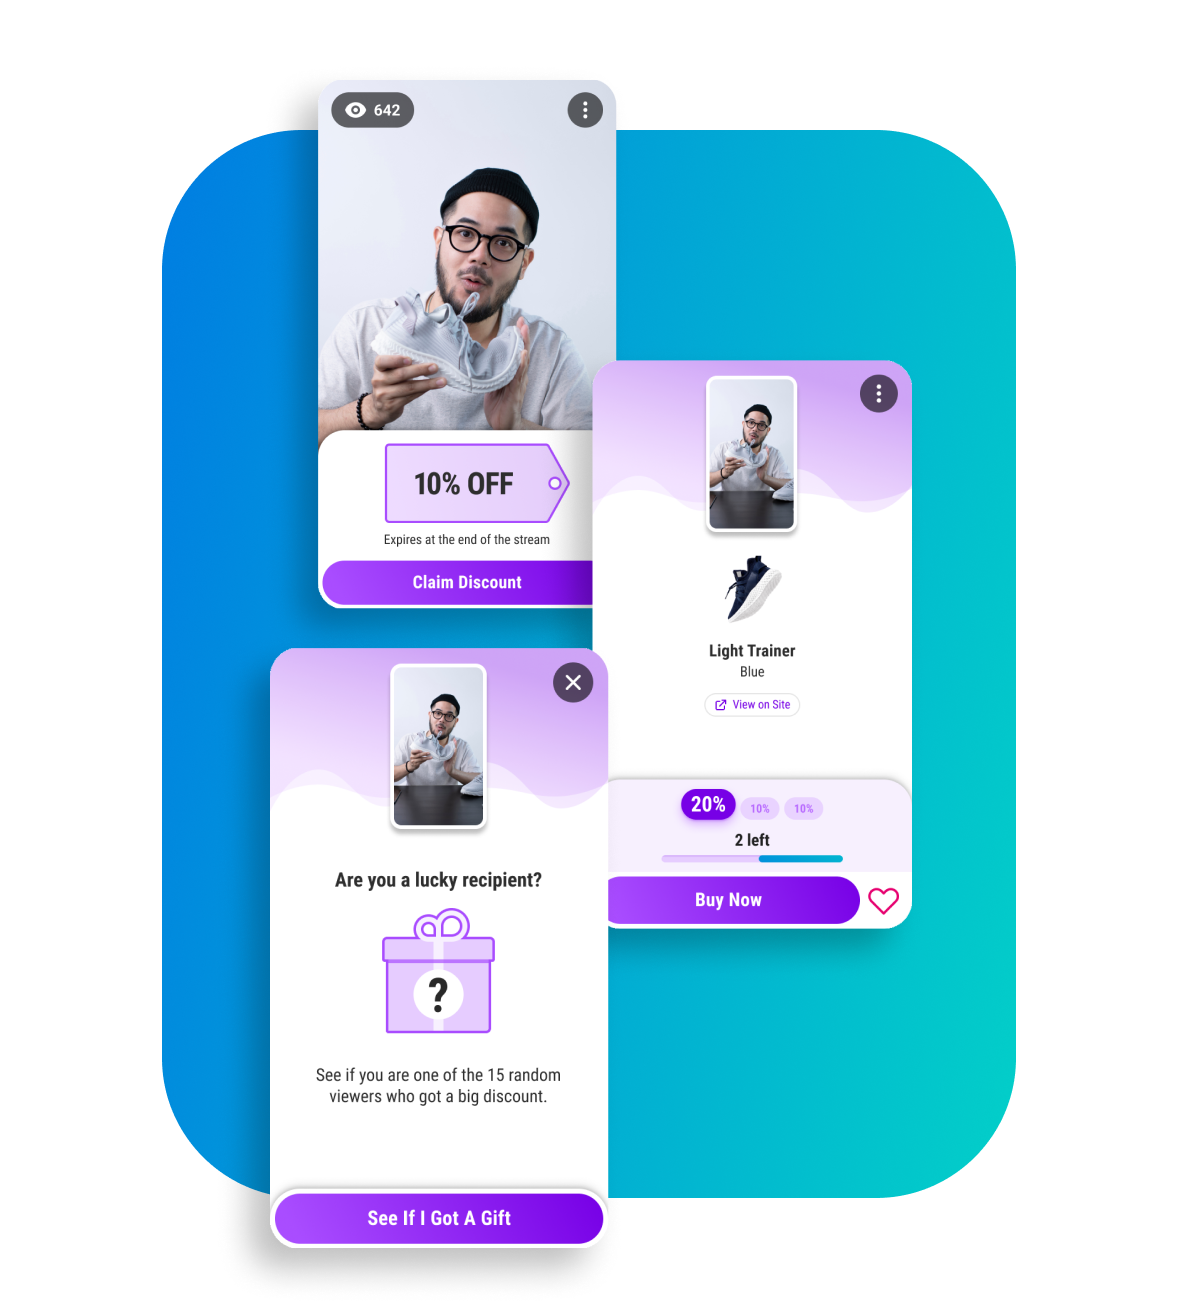 642
10% OFF
Expires at the end of the stream
Claim Discount
Light Trainer
Blue
View on Site
20% 10% 10%
2 left
Buy Now
Are you a lucky recipient?
?
See if you are one of the 15 random
viewers who got a big discount.
See If I Got A Gift